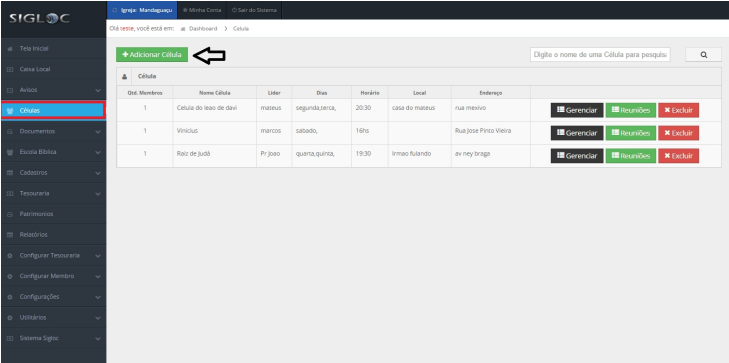 SIGLOC
Igreja: Mandaguaçu
Minha Conta
Sair do Sistema
Olá teste, você está em: Dashboard > Celula
Tela Inicial
Caixa Local
Avisos
Células
Documentos
Escola Bíblica
Cadastros
Tesouraria
Patrimonios
Relatórios
Configurar Tesouraria
Configurar Membro
Configurações
Utilitários
Sistema Sigloc
+ Adicionar Célula
Digite o nome de uma Célula para pesquis
Célula
Qtd. Membros Nome Célula Lider Dias Horário Local Endereço
1 Celula do leao de davi mateus segunda,terca, 20:30 casa do mateus rua mexivo Gerenciar Reuniões Excluir
1 Vinicius marcos sabado, 16hs Rua Jose Pinto Vieira Gerenciar Reuniões Excluir
1 Raiz de Judá Pr Joao quarta,quinta, 19:30 Irmao fulando av ney braga Gerenciar Reuniões Excluir